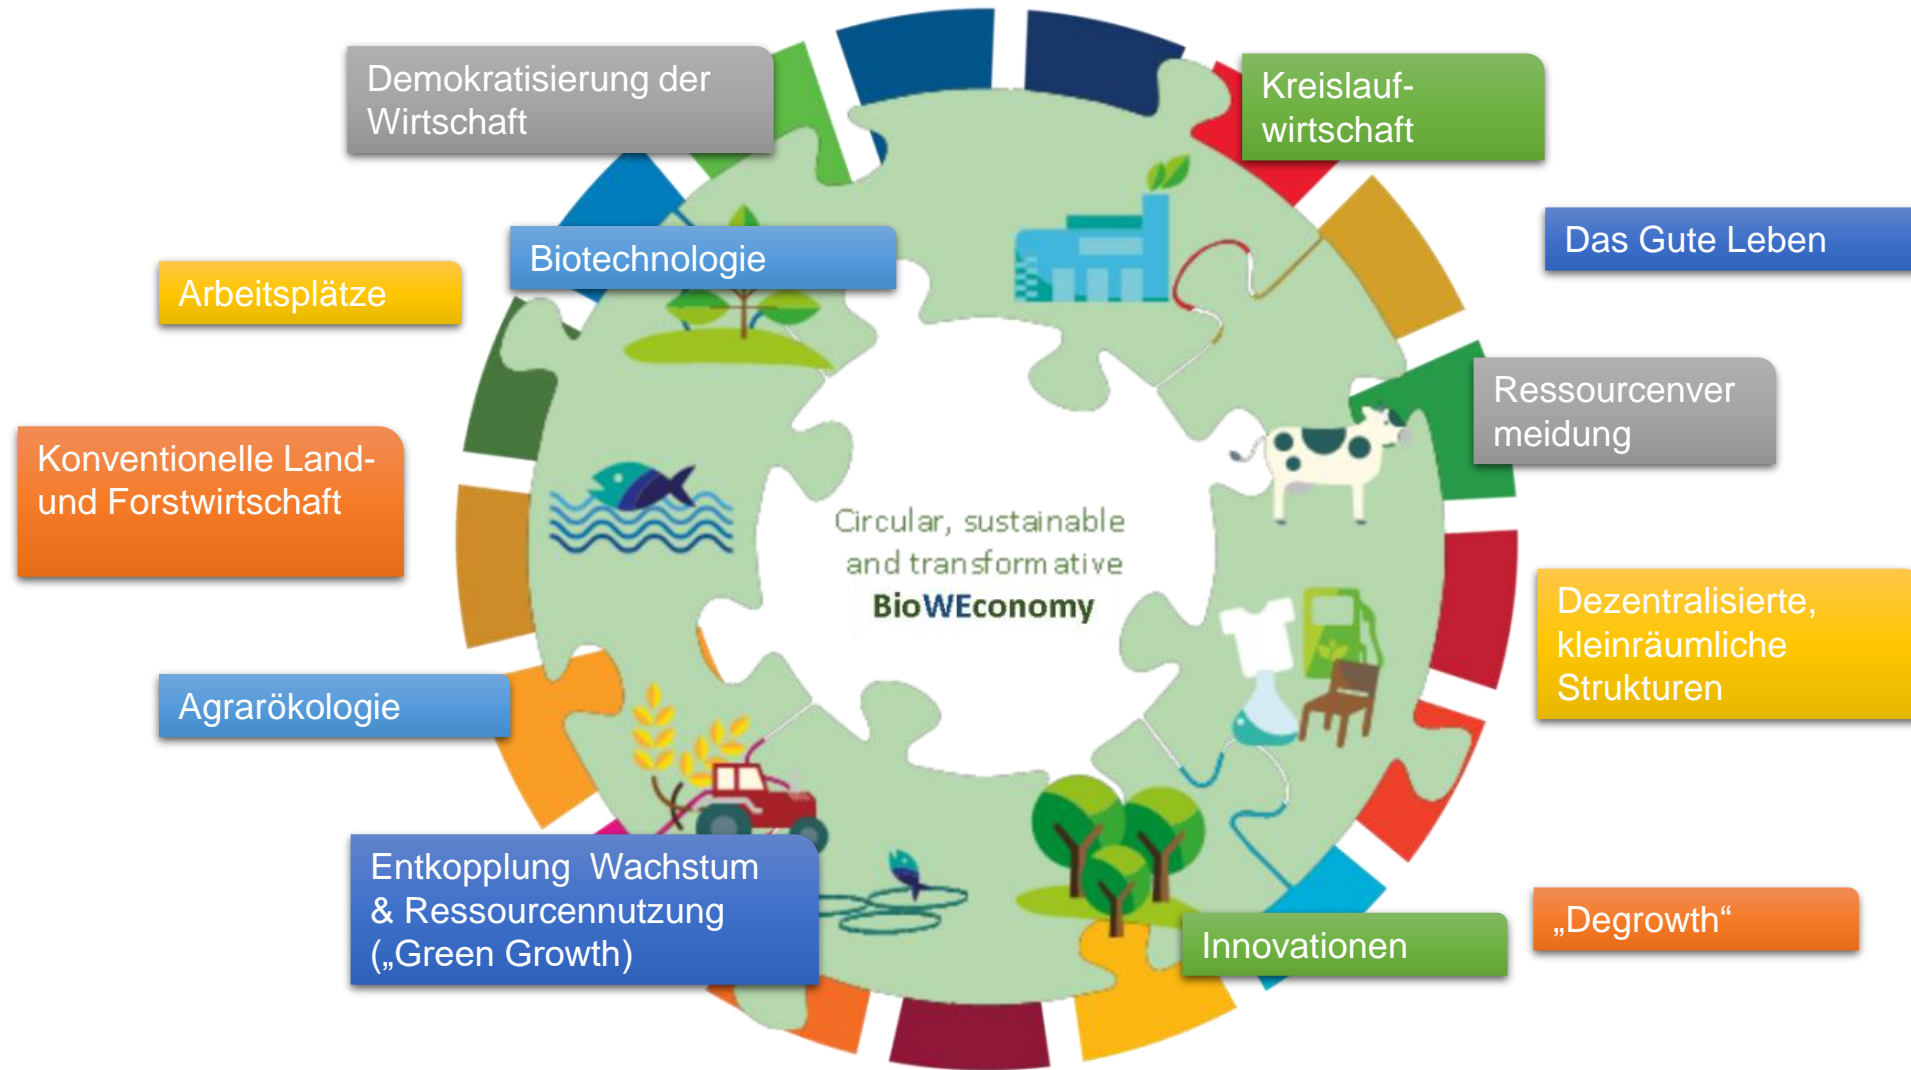 Demokratisierung der
Wirtschaft
Kreislauf-
wirtschaft
Das Gute Leben
Biotechnologie
Arbeitsplätze
Ressourcenver
meidung
Konventionelle Land-
und Forstwirtschaft
Circular, sustainable
and transformative
BioWEconomy
Dezentralisierte,
kleinräumliche
Strukturen
Agrarökologie
Entkopplung  Wachstum
& Ressourcennutzung
(„Green Growth)
„Degrowth“
Innovationen